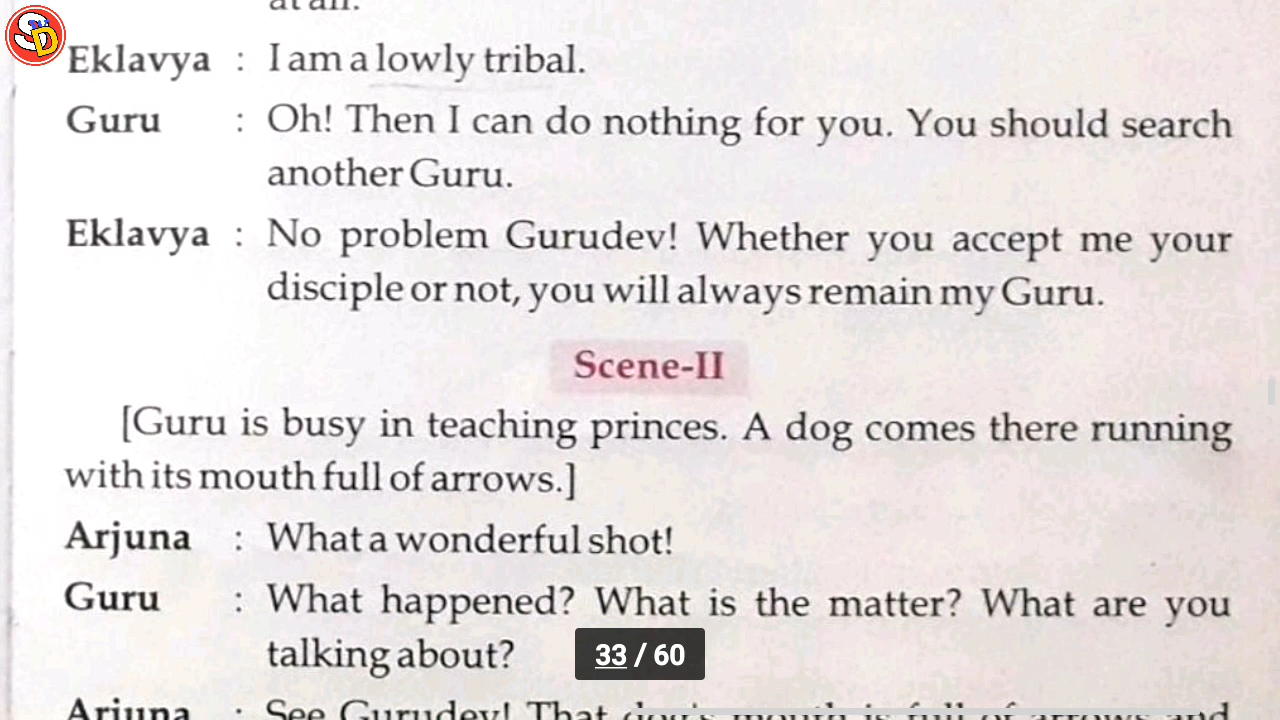 at all.
Eklavya : I am a lowly tribal.
Guru : Oh! Then I can do nothing for you. You should search
another Guru.
Eklavya : No problem Gurudev! Whether you accept me your
disciple or not, you will always remain my Guru.
Scene-II
[Guru is busy in teaching princes. A dog comes there running
with its mouth full of arrows.]
Arjuna : What a wonderful shot!
Guru : What happened? What is the matter? What are you
talking about?
33 / 60
Arjuna : See Gurudev! That dog's mouth is full of arrows and